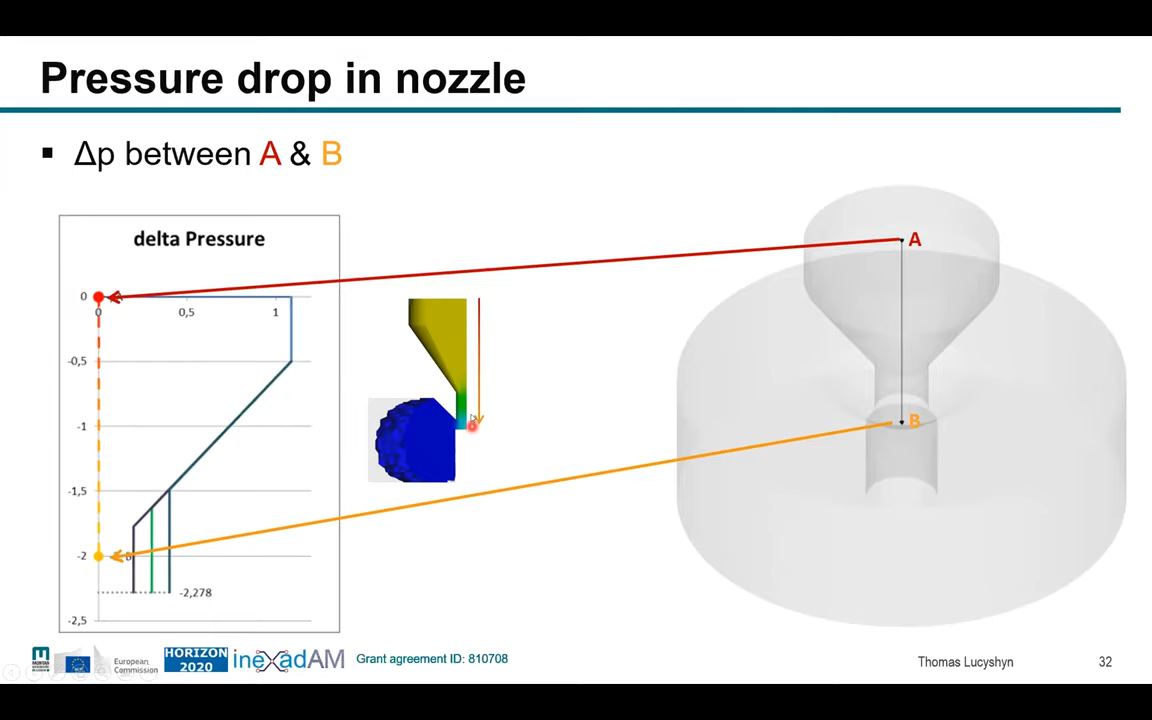 Pressure drop in nozzle
▪ Δp between A & B
delta Pressure
0
0
0,5
1
-0,5
-1
-1,5
-2
B
-2,278
-2,5
A
B
European
Commission
HORIZON
2020
inexadAM
Grant agreement ID: 810708
Thomas Lucyshyn
32